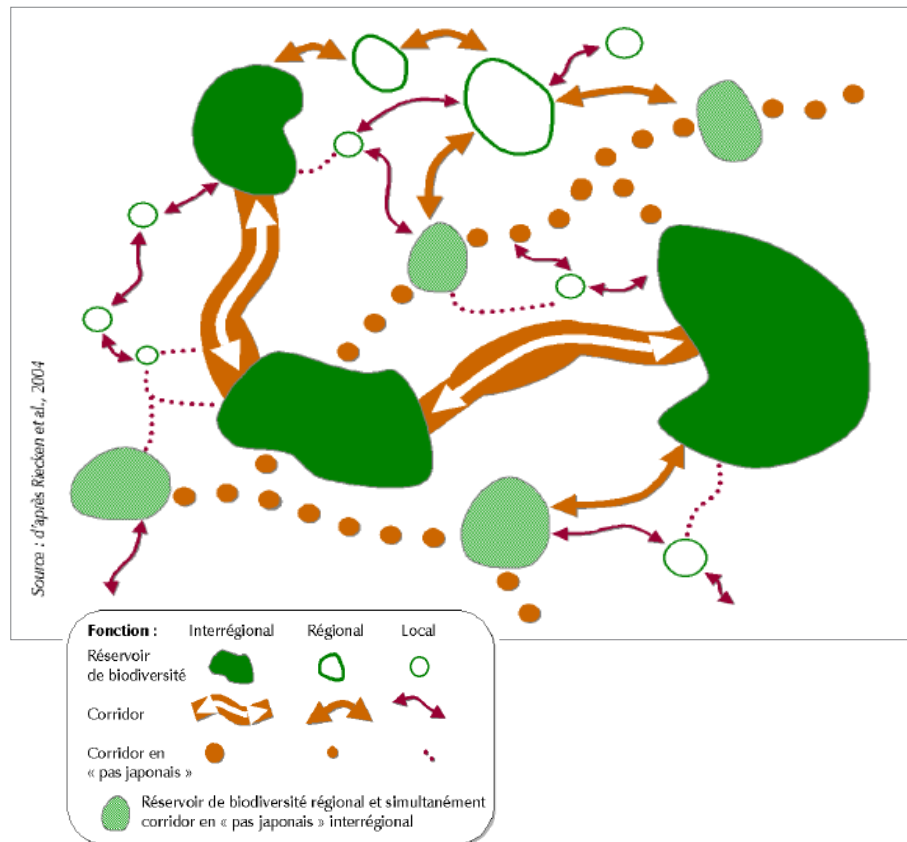 Source : d'après Riecken et al., 2004
Fonction : Interrégional Régional Local
Réservoir
de biodiversité
Corridor
Corridor en
« pas japonais »
Réservoir de biodiversité régional et simultanément
corridor en « pas japonais » interrégional